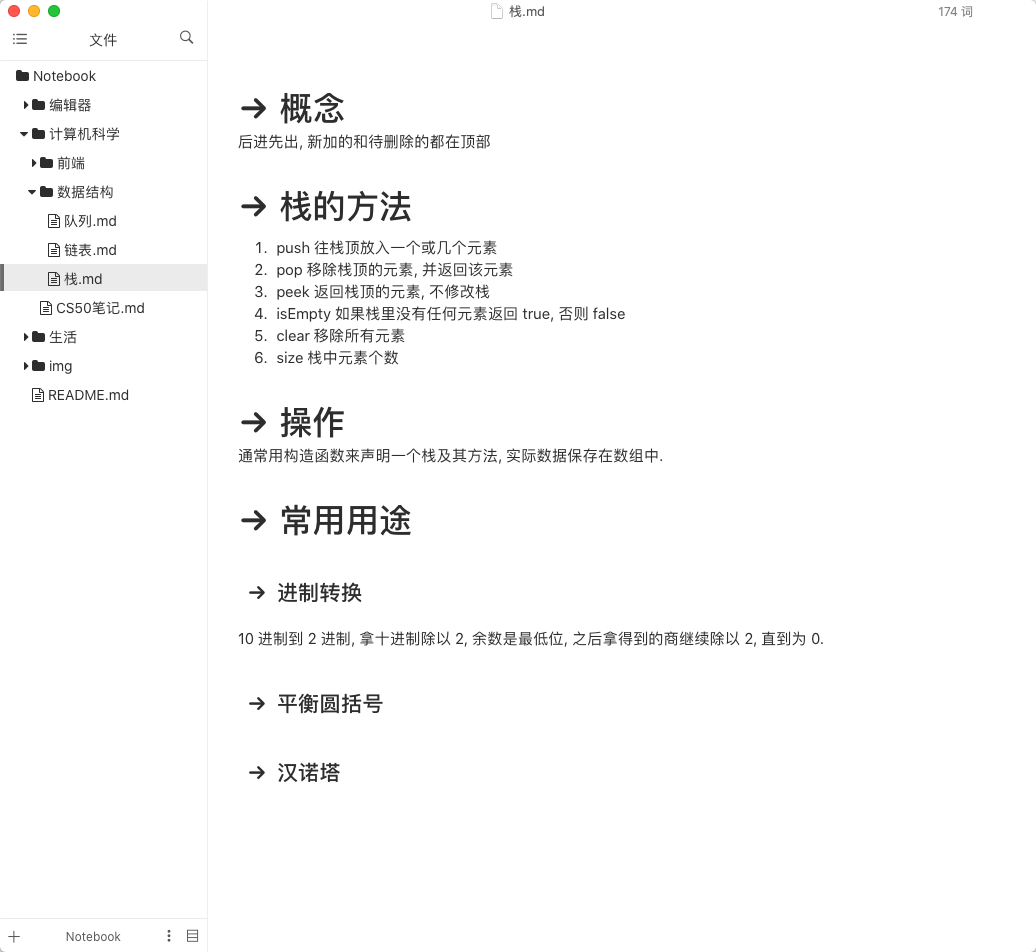 栈.md
174 词
文件
Notebook
编辑器
计算机科学
前端
数据结构
队列.md
链表.md
栈.md
CS50笔记.md
生活
img
README.md
Notebook
→ 概念
后进先出, 新加的和待删除的都在顶部
→ 栈的方法
1. push 往栈顶放入一个或几个元素
2. pop 移除栈顶的元素, 并返回该元素
3. peek 返回栈顶的元素, 不修改栈
4. isEmpty 如果栈里没有任何元素返回 true, 否则 false
5. clear 移除所有元素
6. size 栈中元素个数
→ 操作
通常用构造函数来声明一个栈及其方法, 实际数据保存在数组中.
→ 常用用途
→ 进制转换
10 进制到 2 进制, 拿十进制除以 2, 余数是最低位, 之后拿得到的商继续除以 2, 直到为 0.
→ 平衡圆括号
→ 汉诺塔